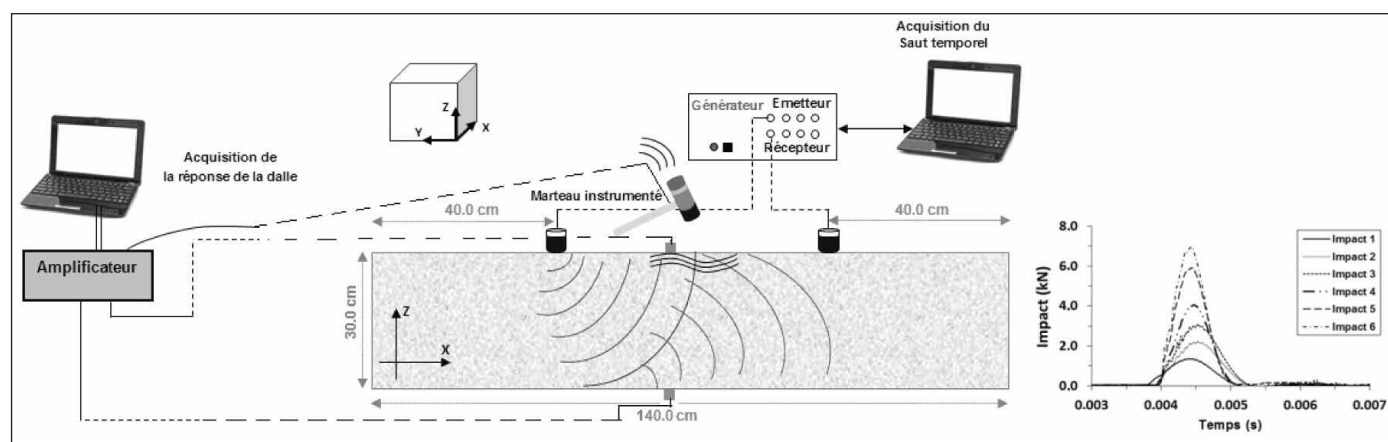 Acquisition du
Saut temporel
Générateur
Emetteur
Récepteur
Z
X
Y
Acquisition de
la réponse de la dalle
Marteau instrumenté
40.0 cm
40.0 cm
Amplificateur
30.0 cm
Z
X
140.0 cm
Impact (kN)
8.0
6.0
4.0
2.0
0.0
0.003 0.004 0.005 0.006 0.007
Temps (s)
Impact 1
Impact 2
Impact 3
Impact 4
Impact 5
Impact 6